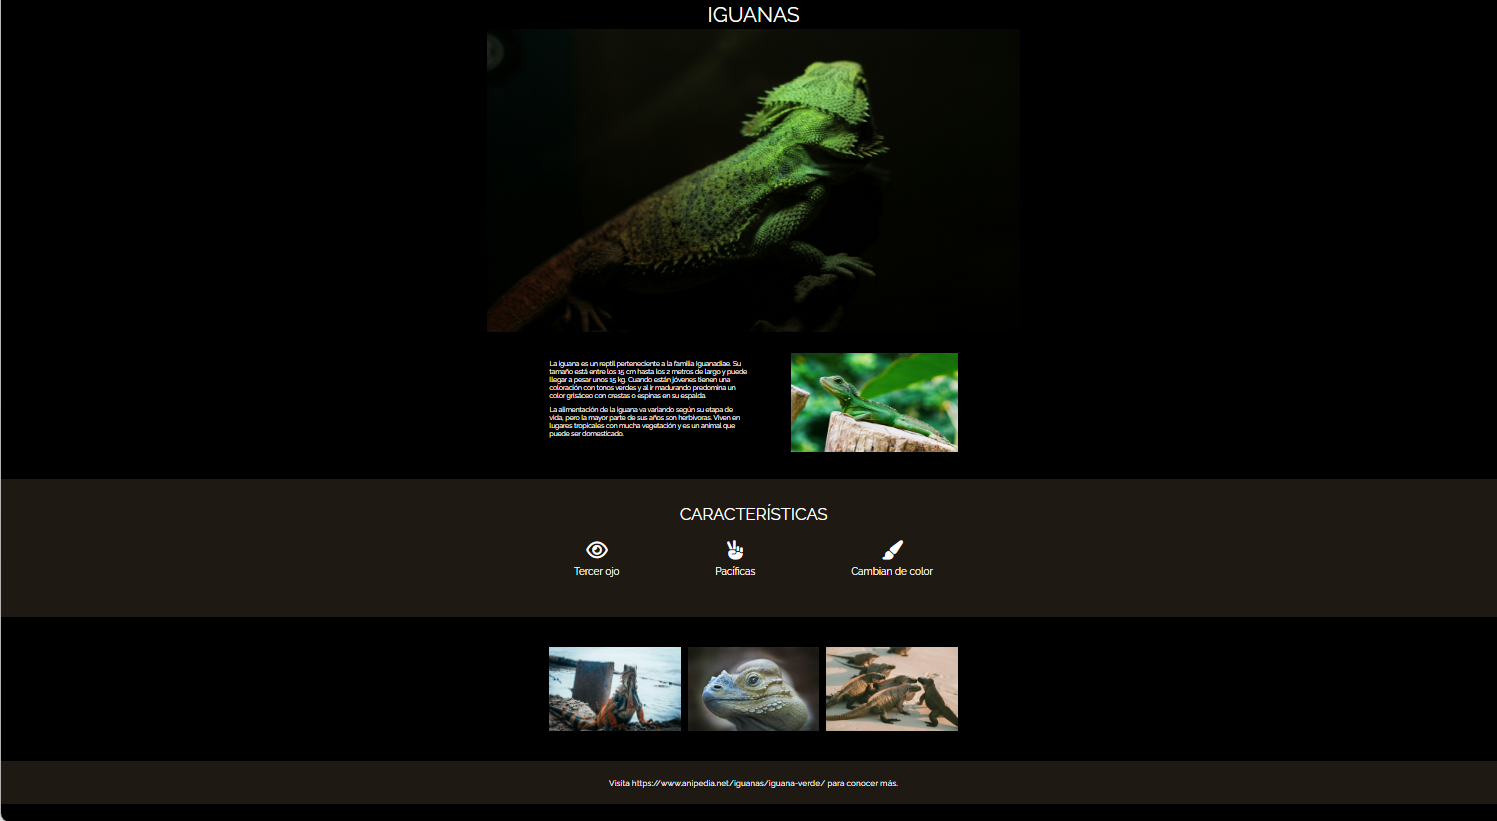 IGUANAS
La iguana es un reptil perteneciente a la familia Iguanadiae. Su
tamaño está entre los 15 cm hasta los 2 metros de largo y puede
llegar a pesar unos 15 kg. Cuando están jóvenes tienen una
coloración con tonos verdes y al ir madurando predomina un
color grisáceo con crestas o espinas en su espalda.
La alimentación de la iguana va variando según su etapa de
vida, pero la mayor parte de sus años son herbívoras. Viven en
lugares tropicales con mucha vegetación y es un animal que
puede ser domesticado.
CARACTERÍSTICAS
Tercer ojo
Pacíficas
Cambian de color
Visita https://www.anipedia.net/iguanas/iguana-verde/ para conocer más.